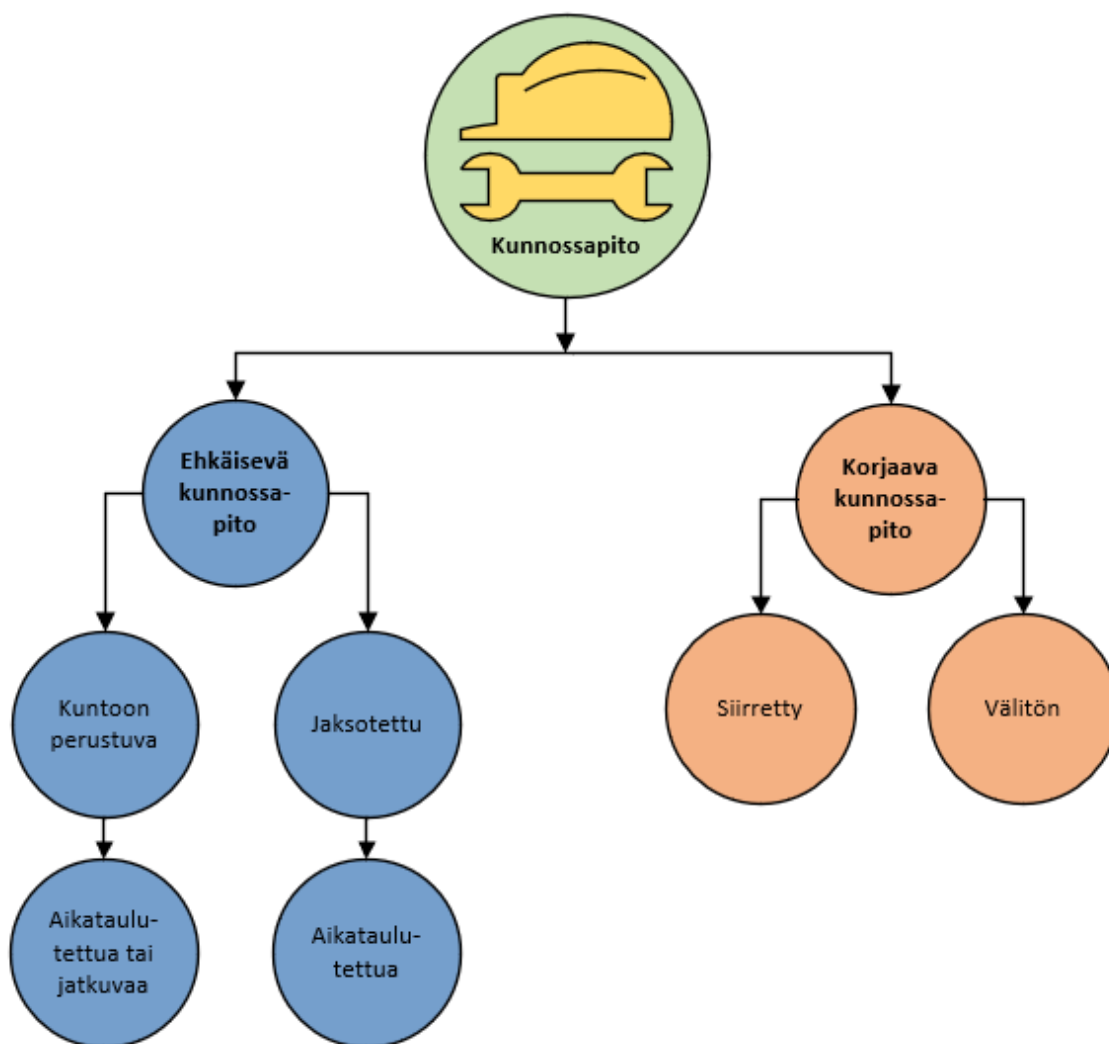 Kunnossapito
Ehkäisevä
kunnossa-
pito
Korjaava
kunnossa-
pito
Kuntoon
perustuva
Jaksotettu
Siirretty
Välitön
Aikataulu-
tettua tai
jatkuvaa
Aikataulu-
tettua